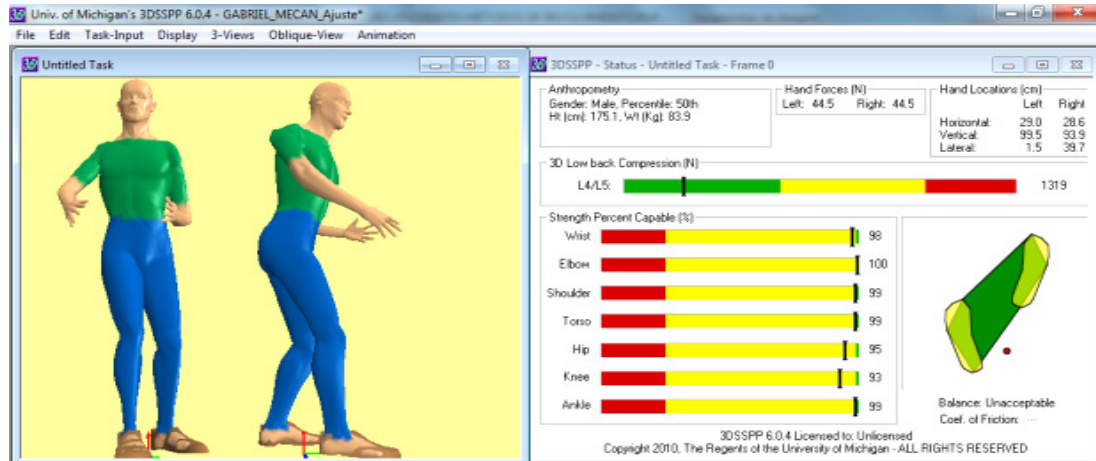 Univ. of Michigan's 3DSSPP 6.0.4 - GABRIEL_MECAN_Ajuste*
File Edit Task-Input Display 3-Views Oblique-View Animation
Untitled Task
3DSSPP - Status - Untitled Task - Frame 0
Anthropometry
Gender: Male, Percentile: 50th
Ht (cm): 175.1, Wt (Kg): 83.9
Hand Forces (N)
Left: 44.5 Right: 44.5
Hand Locations (cm)
Left Right
Horizontal: 29.0 28.6
Vertical: 99.5 93.9
Lateral: 1.5 39.7
3D Low back Compression (N)
L4/L5: 1319
Strength Percent Capable (%)
Wrist 98
Elbow 100
Shoulder 99
Torso 99
Hip 95
Knee 93
Ankle 99
Balance: Unacceptable
Coef. of Friction: ---
3DSSPP 6.0.4 Licensed to: Unlicensed
Copyright 2010, The Regents of the University of Michigan - ALL RIGHTS RESERVED